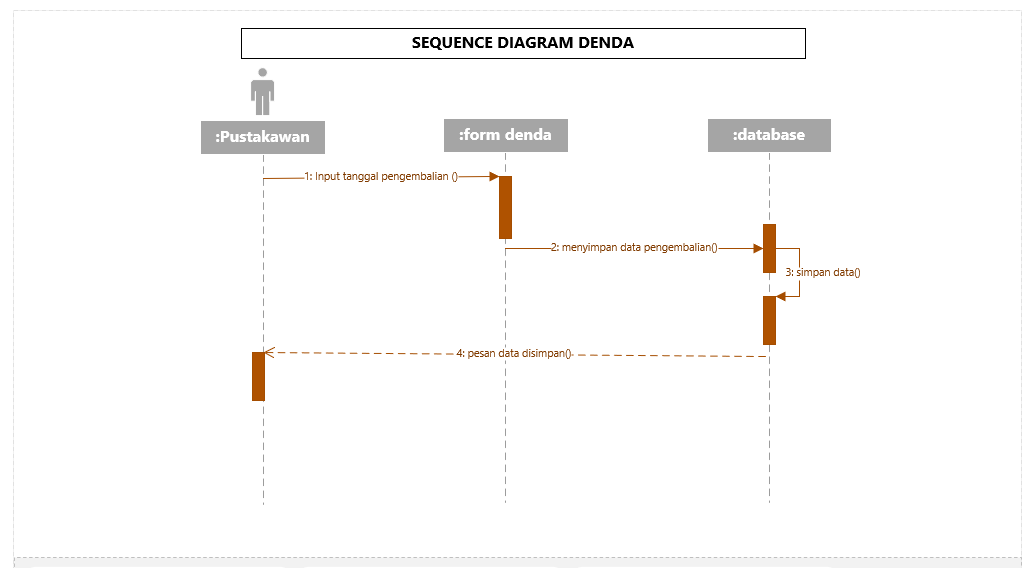 SEQUENCE DIAGRAM DENDA
:Pustakawan
:form denda
:database
1: Input tanggal pengembalian ()
2: menyimpan data pengembalian()
3: simpan data()
4: pesan data disimpan()